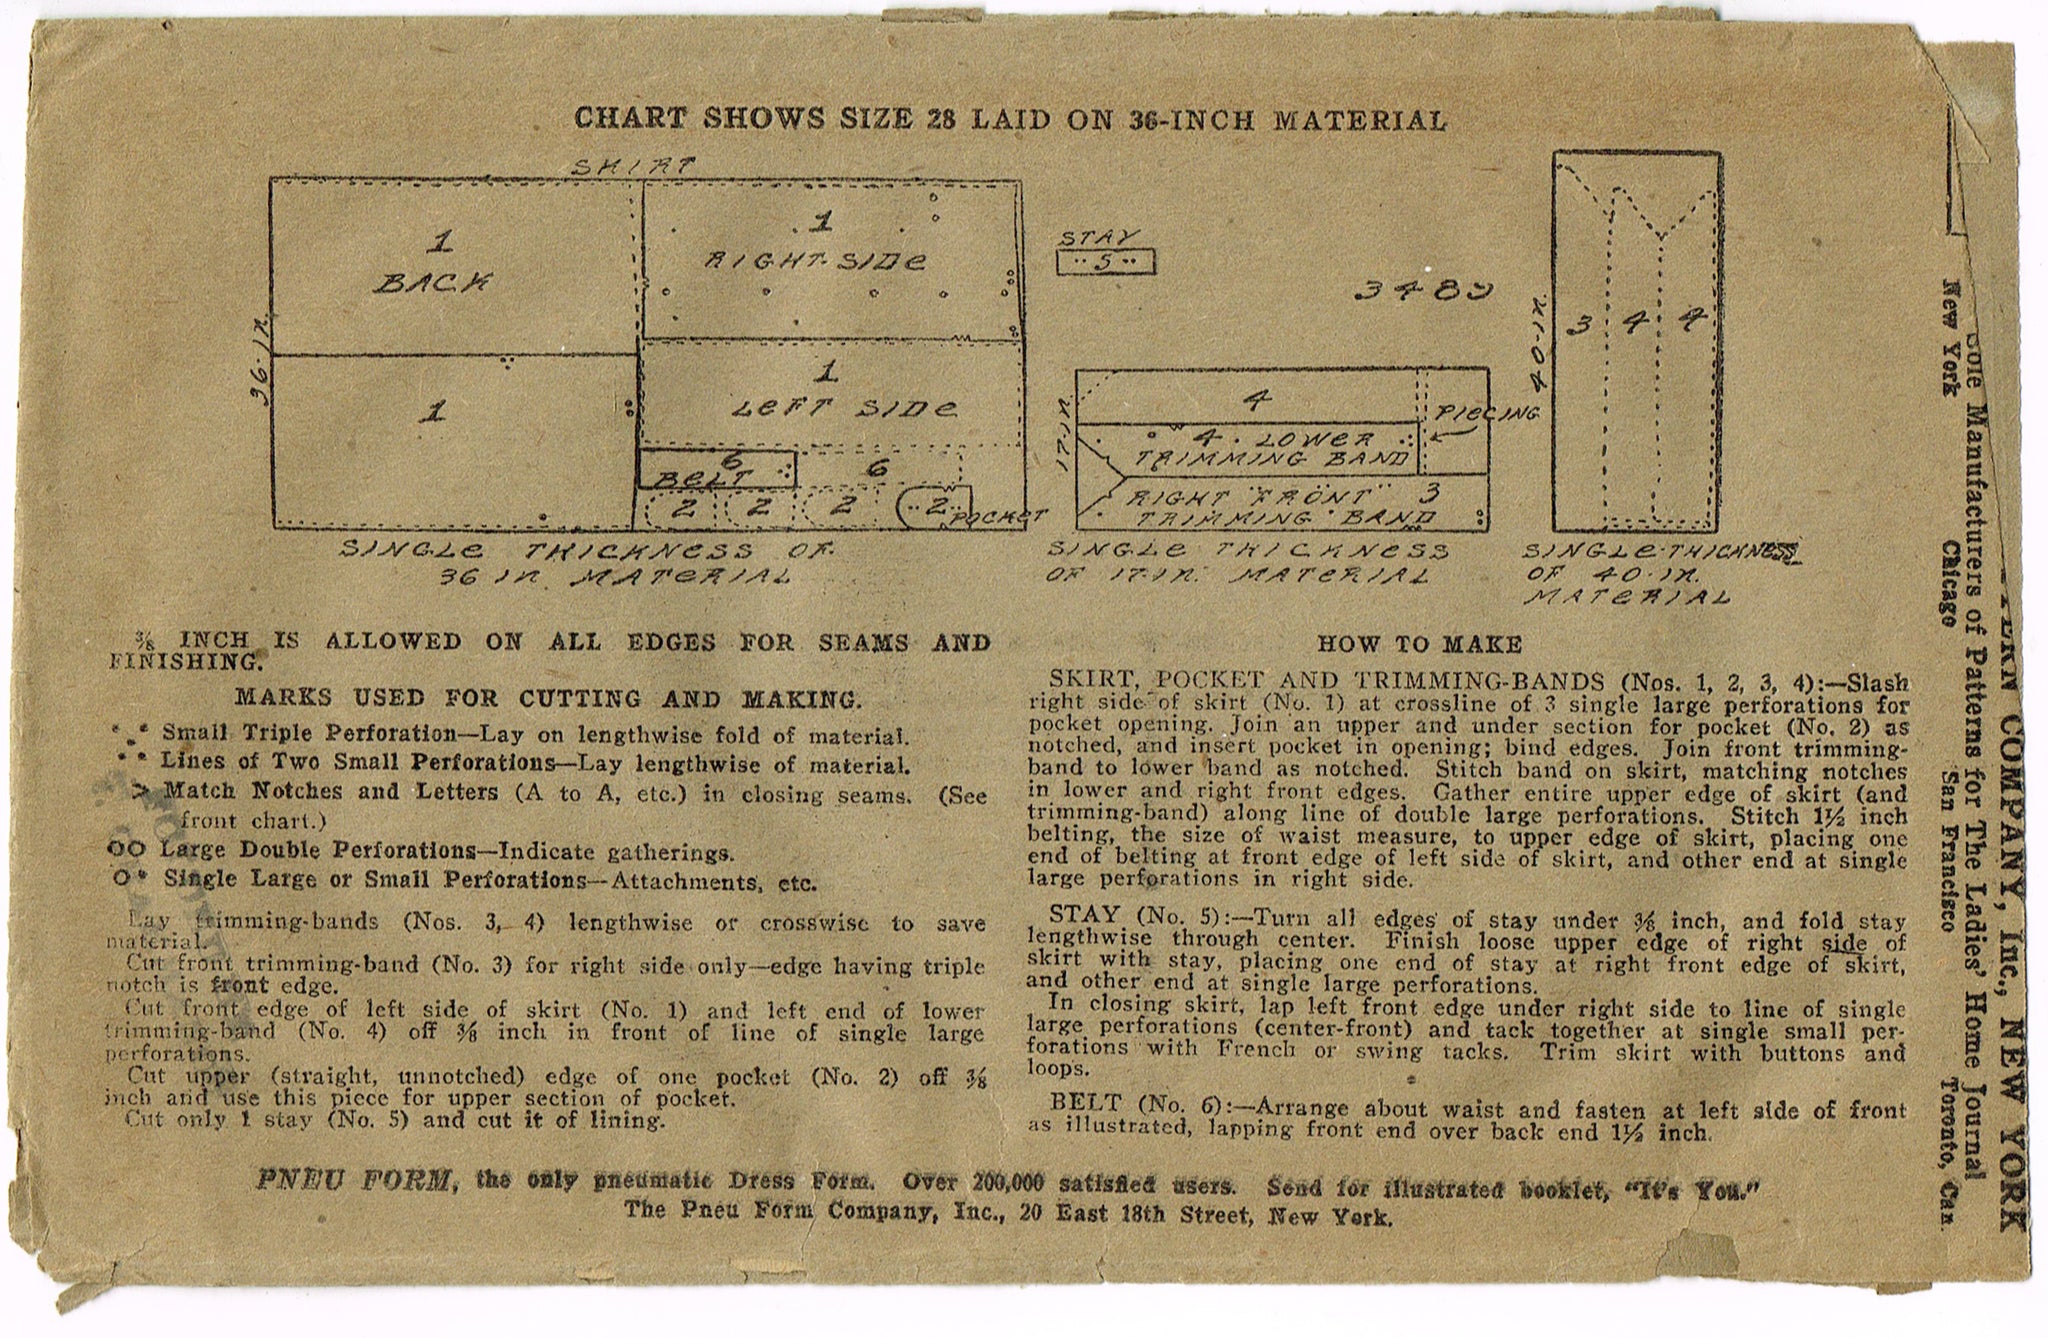 CHART SHOWS SIZE 28 LAID ON 36-INCH MATERIAL
SKIRT
1
BACK
1
RIGHT SIDE
36-IN.
1
1
LEFT SIDE
6
BELT
6
2 2 2 2
POCKET
SINGLE THICKNESS OF
36 IN. MATERIAL
STAY
5
17-IN.
4
PIECING
4. LOWER
TRIMMING BAND
RIGHT "FRONT" 3
TRIMMING BAND
SINGLE THICKNESS
OF 17-IN. MATERIAL
40-IN.
3 4 4
SINGLE-THICKNESS
OF 40-IN.
MATERIAL
⅜ INCH IS ALLOWED ON ALL EDGES FOR SEAMS AND
FINISHING.
MARKS USED FOR CUTTING AND MAKING.
Small Triple Perforation—Lay on lengthwise fold of material.
Lines of Two Small Perforations—Lay lengthwise of material.
> Match Notches and Letters (A to A, etc.) in closing seams. (See
front chart.)
OO Large Double Perforations—Indicate gatherings.
O• Single Large or Small Perforations—Attachments, etc.
Lay trimming-bands (Nos. 3, 4) lengthwise or crosswise to save
material.
Cut front trimming-band (No. 3) for right side only—edge having triple
notch is front edge.
Cut front edge of left side of skirt (No. 1) and left end of lower
trimming-band (No. 4) off ⅜ inch in front of line of single large
perforations.
Cut upper (straight, unnotched) edge of one pocket (No. 2) off ⅜
inch and use this piece for upper section of pocket.
Cut only 1 stay (No. 5) and cut it of lining.
HOW TO MAKE
SKIRT, POCKET AND TRIMMING-BANDS (Nos. 1, 2, 3, 4):—Slash
right side of skirt (No. 1) at crossline of 3 single large perforations for
pocket opening. Join an upper and under section for pocket (No. 2) as
notched, and insert pocket in opening; bind edges. Join front trimming-
band to lower band as notched. Stitch band on skirt, matching notches
in lower and right front edges. Gather entire upper edge of skirt (and
trimming-band) along line of double large perforations. Stitch 1½ inch
belting, the size of waist measure, to upper edge of skirt, placing one
end of belting at front edge of left side of skirt, and other end at single
large perforations in right side.
STAY (No. 5):—Turn all edges of stay under ⅜ inch, and fold stay
lengthwise through center. Finish loose upper edge of right side of
skirt with stay, placing one end of stay at right front edge of skirt,
and other end at single large perforations.
In closing skirt, lap left front edge under right side to line of single
large perforations (center-front) and tack together at single small per-
forations with French or swing tacks. Trim skirt with buttons and
loops.
BELT (No. 6):—Arrange about waist and fasten at left side of front
as illustrated, lapping front end over back end 1½ inch.
PNEU FORM, the only pneumatic Dress Form. Over 200,000 satisfied users. Send for illustrated booklet, "It's You."
The Pneu Form Company, Inc., 20 East 18th Street, New York.
COMPANY, Inc., NEW YORK
Manufacturers of Patterns for The Ladies' Home Journal
New York Chicago San Francisco Toronto, Can.